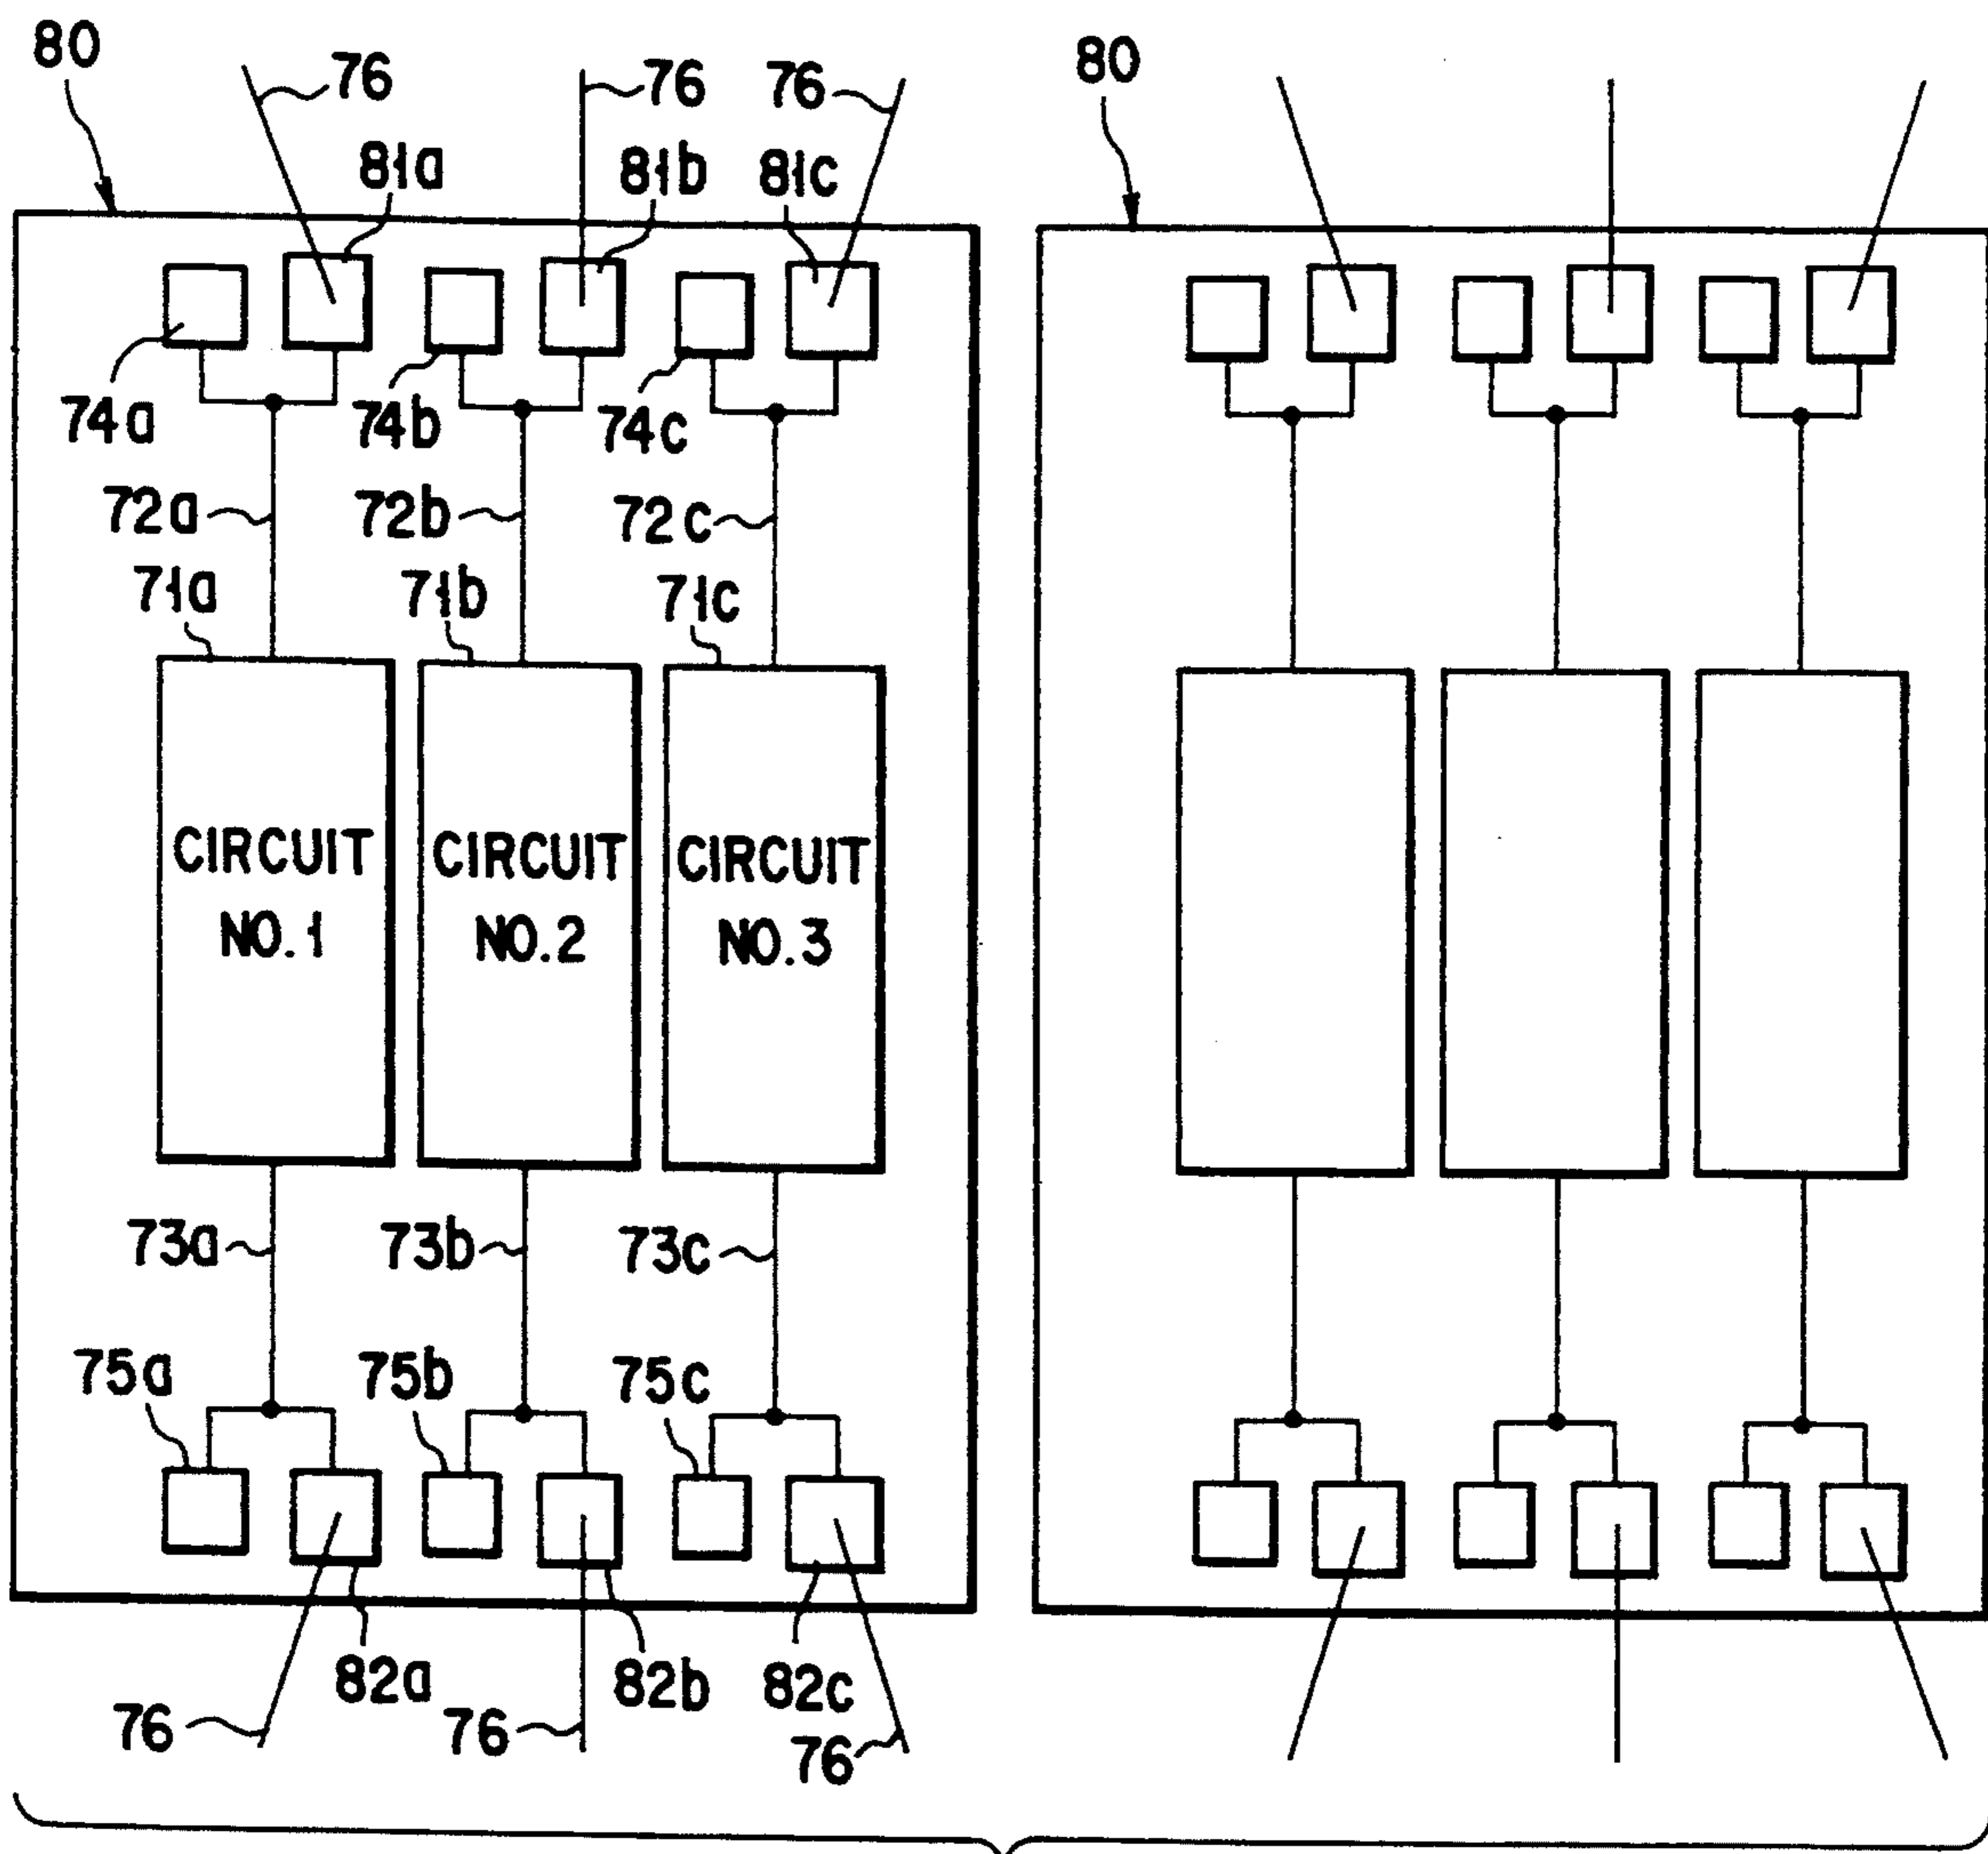 80
76
76
76
80
81a
81b
81c
74a
74b
74c
72a
72b
72c
71a
71b
71c
CIRCUIT
NO. 1
CIRCUIT
NO. 2
CIRCUIT
NO. 3
73a
73b
73c
75a
75b
75c
82a
82b
82c
76
76
76